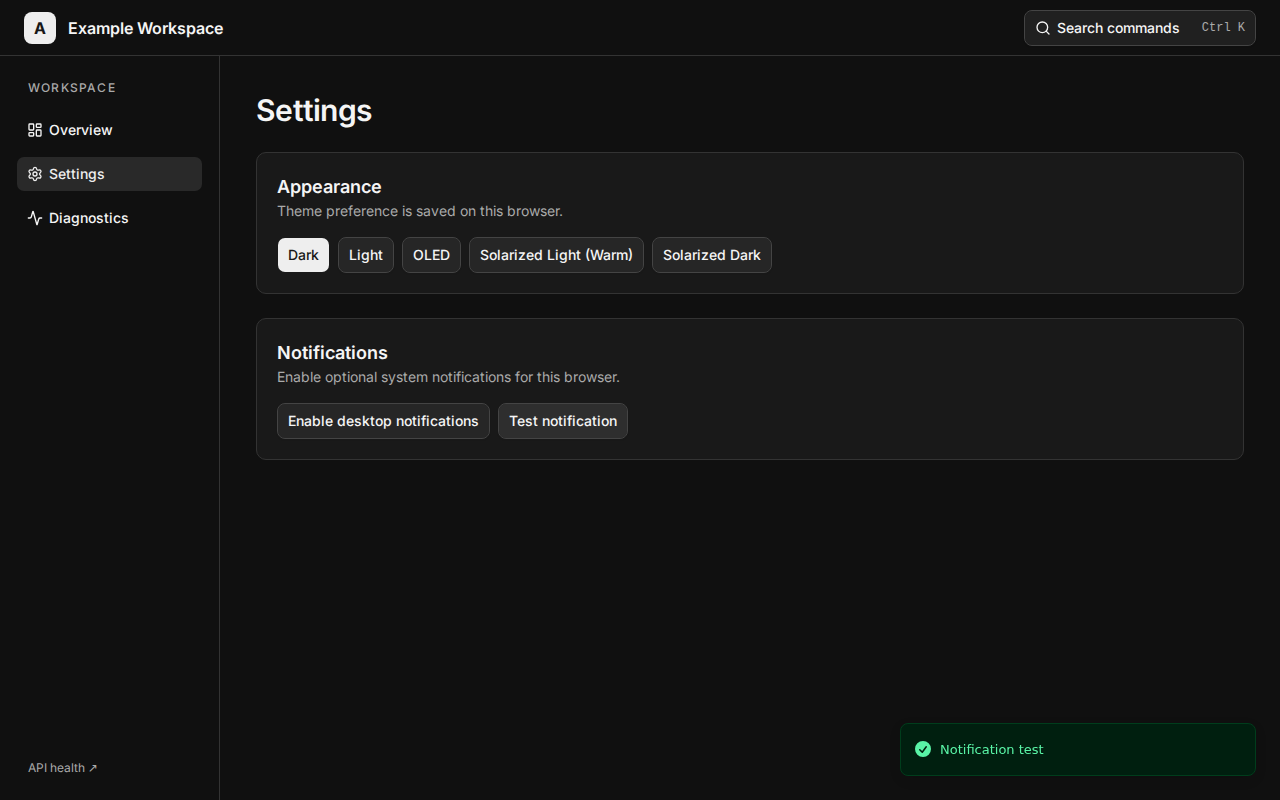 A Example Workspace
Search commands Ctrl K
WORKSPACE
Overview
Settings
Diagnostics
API health ↗
Settings
Appearance
Theme preference is saved on this browser.
Dark Light OLED Solarized Light (Warm) Solarized Dark
Notifications
Enable optional system notifications for this browser.
Enable desktop notifications Test notification
Notification test